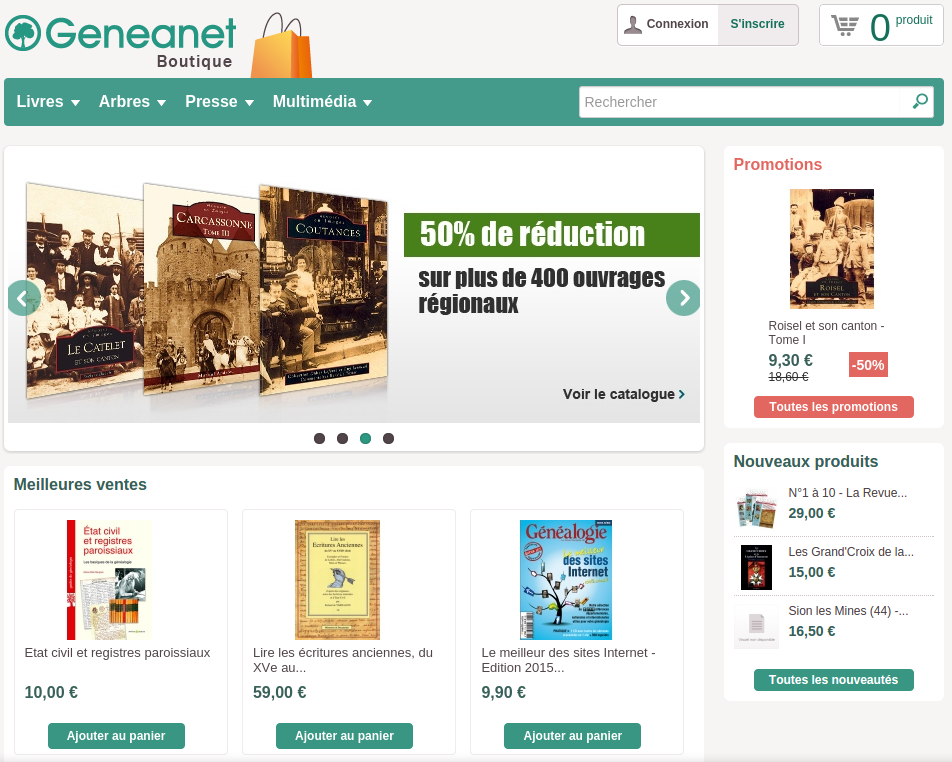 Geneanet
Boutique
Connexion
S'inscrire
0 produit
Livres
Arbres
Presse
Multimédia
Rechercher
LE CATELET
ET SON CANTON
CARCASSONNE
TOME III
COUTANCES
50% de réduction
sur plus de 400 ouvrages
régionaux
Voir le catalogue
Promotions
ROISEL
ET SON CANTON
Roisel et son canton -
Tome I
9,30 €
18,60 €
-50%
Toutes les promotions
Meilleures ventes
État civil
et registres
paroissiaux
Etat civil et registres paroissiaux
10,00 €
Ajouter au panier
Lire les
Ecritures Anciennes
Lire les écritures anciennes, du
XVe au...
59,00 €
Ajouter au panier
Généalogie
des sites
Internet
Le meilleur des sites Internet -
Edition 2015...
9,90 €
Ajouter au panier
Nouveaux produits
N°1 à 10 - La Revue...
29,00 €
Les Grand'Croix de la...
15,00 €
Sion les Mines (44) -...
16,50 €
Toutes les nouveautés